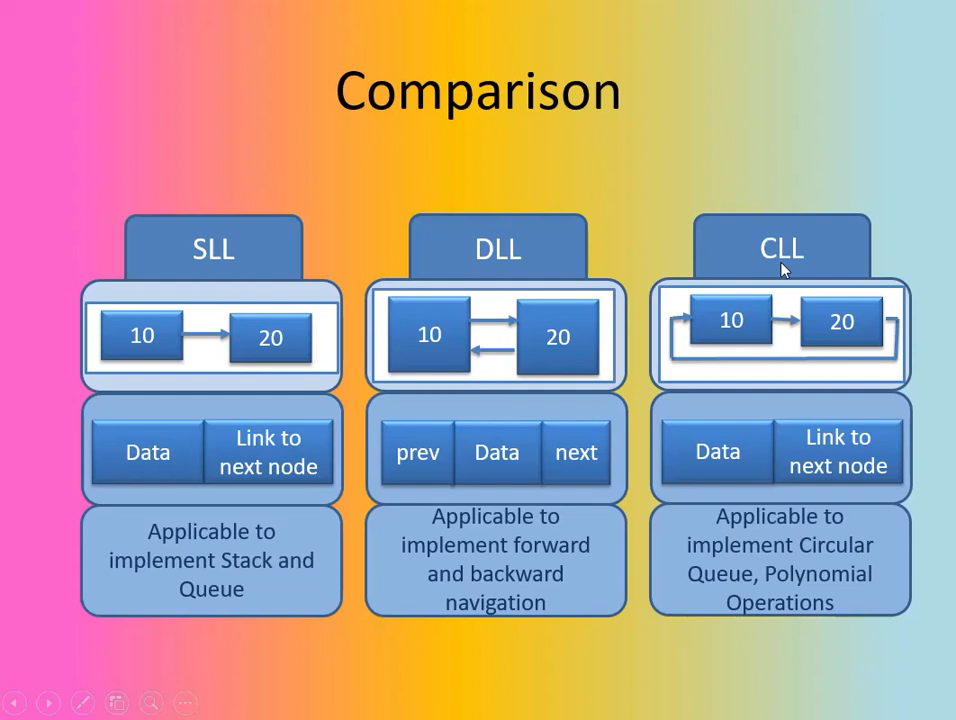 Comparison
SLL
10
20
Data
Link to
next node
Applicable to
implement Stack and
Queue
DLL
10
20
prev
Data
next
Applicable to
implement forward
and backward
navigation
CLL
10
20
Data
Link to
next node
Applicable to
implement Circular
Queue, Polynomial
Operations